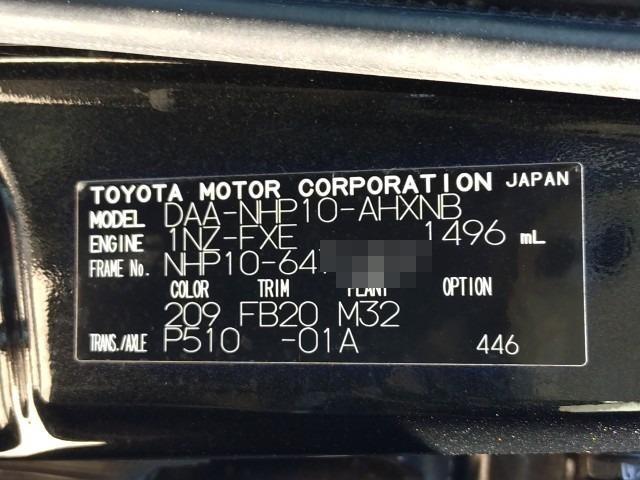 TOYOTA MOTOR CORPORATION JAPAN
MODEL DAA-NHP10-AHXNB
ENGINE 1NZ-FXE 1496 mL
FRAME No. NHP10-64
COLOR TRIM PLANT OPTION
209 FB20 M32
TRANS./AXLE P510 -01A 446